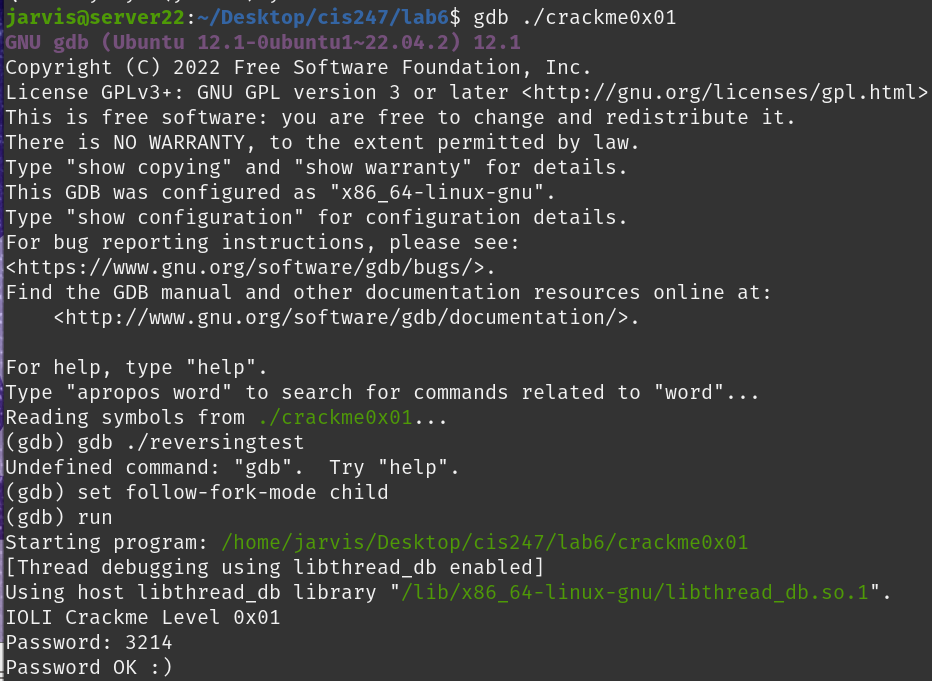 jarvis@server22:~/Desktop/cis247/lab6$ gdb ./crackme0x01
GNU gdb (Ubuntu 12.1-0ubuntu1~22.04.2) 12.1
Copyright (C) 2022 Free Software Foundation, Inc.
License GPLv3+: GNU GPL version 3 or later <http://gnu.org/licenses/gpl.html>
This is free software: you are free to change and redistribute it.
There is NO WARRANTY, to the extent permitted by law.
Type "show copying" and "show warranty" for details.
This GDB was configured as "x86_64-linux-gnu".
Type "show configuration" for configuration details.
For bug reporting instructions, please see:
<https://www.gnu.org/software/gdb/bugs/>.
Find the GDB manual and other documentation resources online at:
    <http://www.gnu.org/software/gdb/documentation/>.

For help, type "help".
Type "apropos word" to search for commands related to "word"...
Reading symbols from ./crackme0x01...
(gdb) gdb ./reversingtest
Undefined command: "gdb".  Try "help".
(gdb) set follow-fork-mode child
(gdb) run
Starting program: /home/jarvis/Desktop/cis247/lab6/crackme0x01
[Thread debugging using libthread_db enabled]
Using host libthread_db library "/lib/x86_64-linux-gnu/libthread_db.so.1".
IOLI Crackme Level 0x01
Password: 3214
Password OK :)